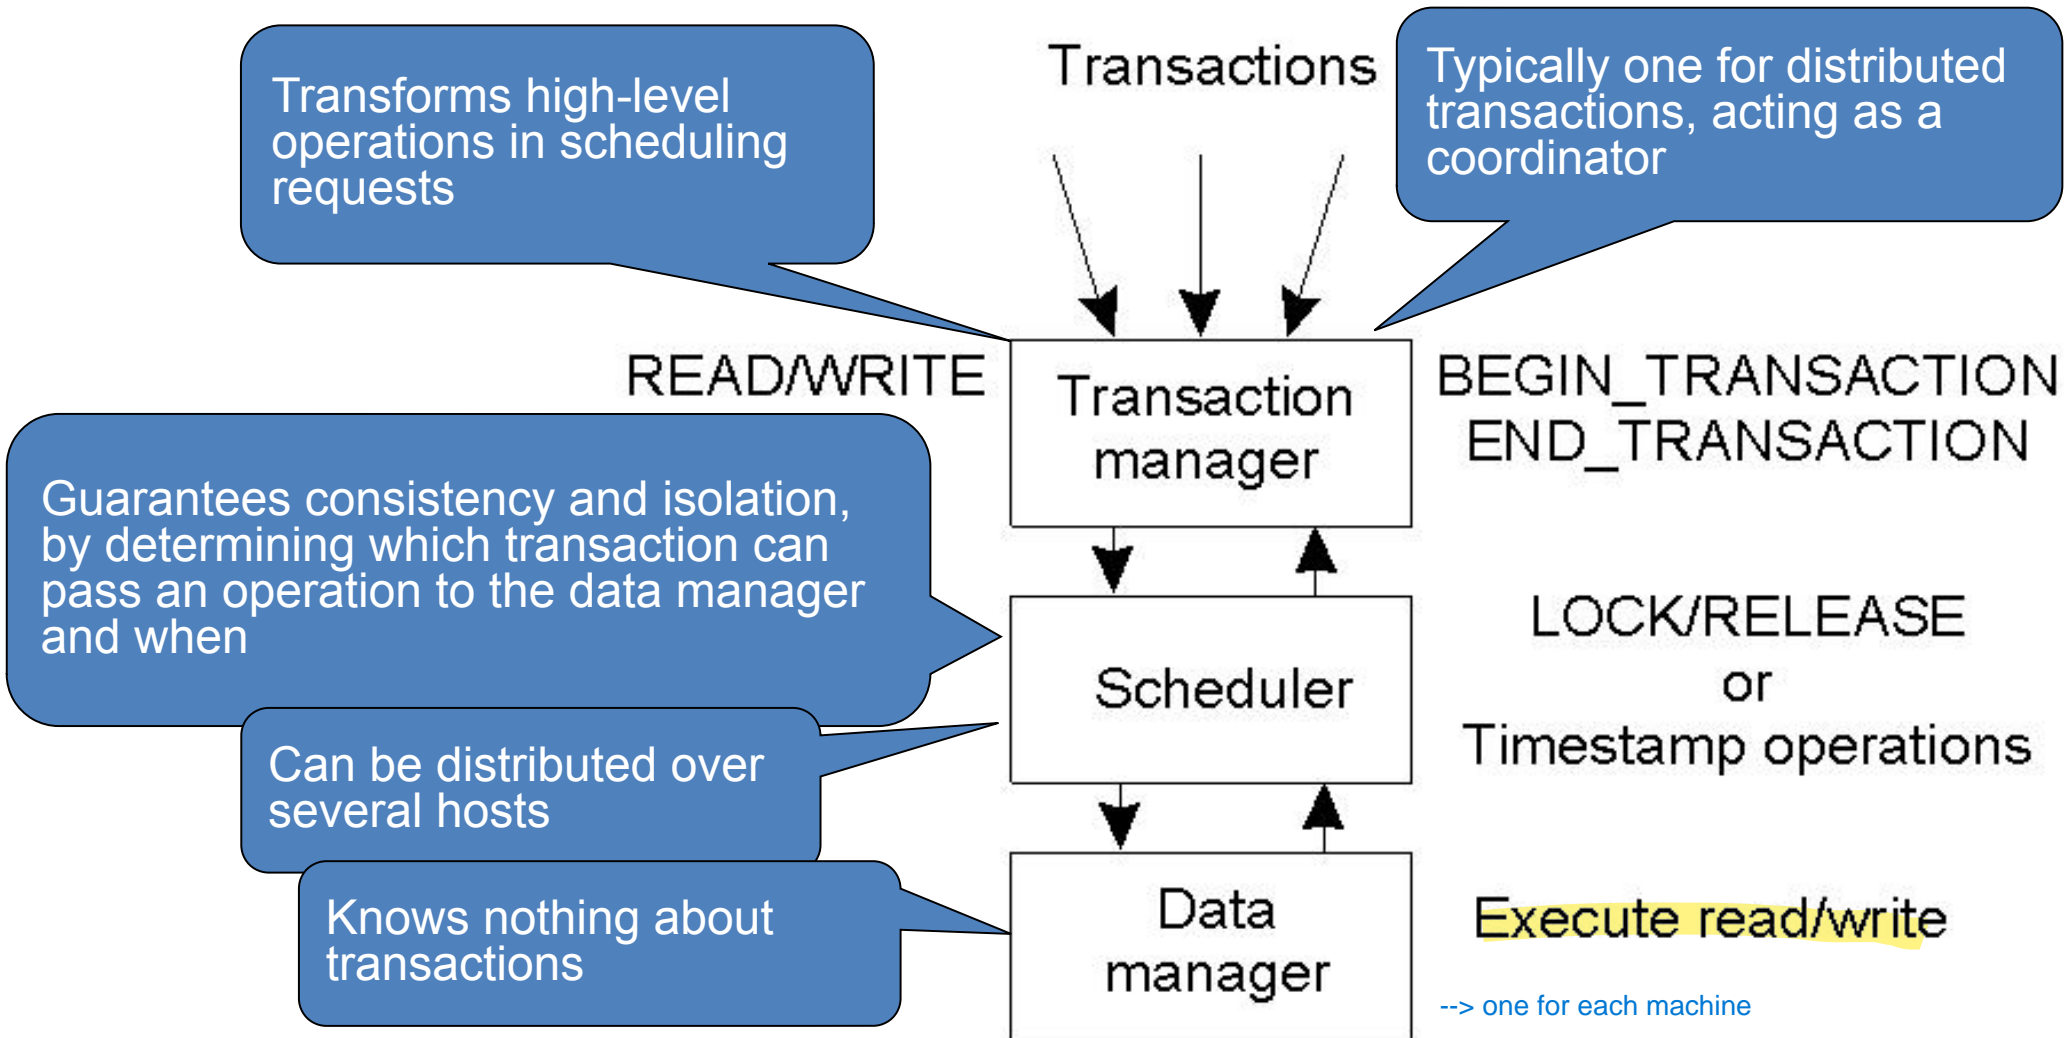 Transforms high-level
operations in scheduling
requests
Transactions
Typically one for distributed
transactions, acting as a
coordinator
READ/WRITE
Transaction
manager
BEGIN_TRANSACTION
END_TRANSACTION
Guarantees consistency and isolation,
by determining which transaction can
pass an operation to the data manager
and when
Scheduler
LOCK/RELEASE
or
Timestamp operations
Can be distributed over
several hosts
Knows nothing about
transactions
Data
manager
Execute read/write
--> one for each machine